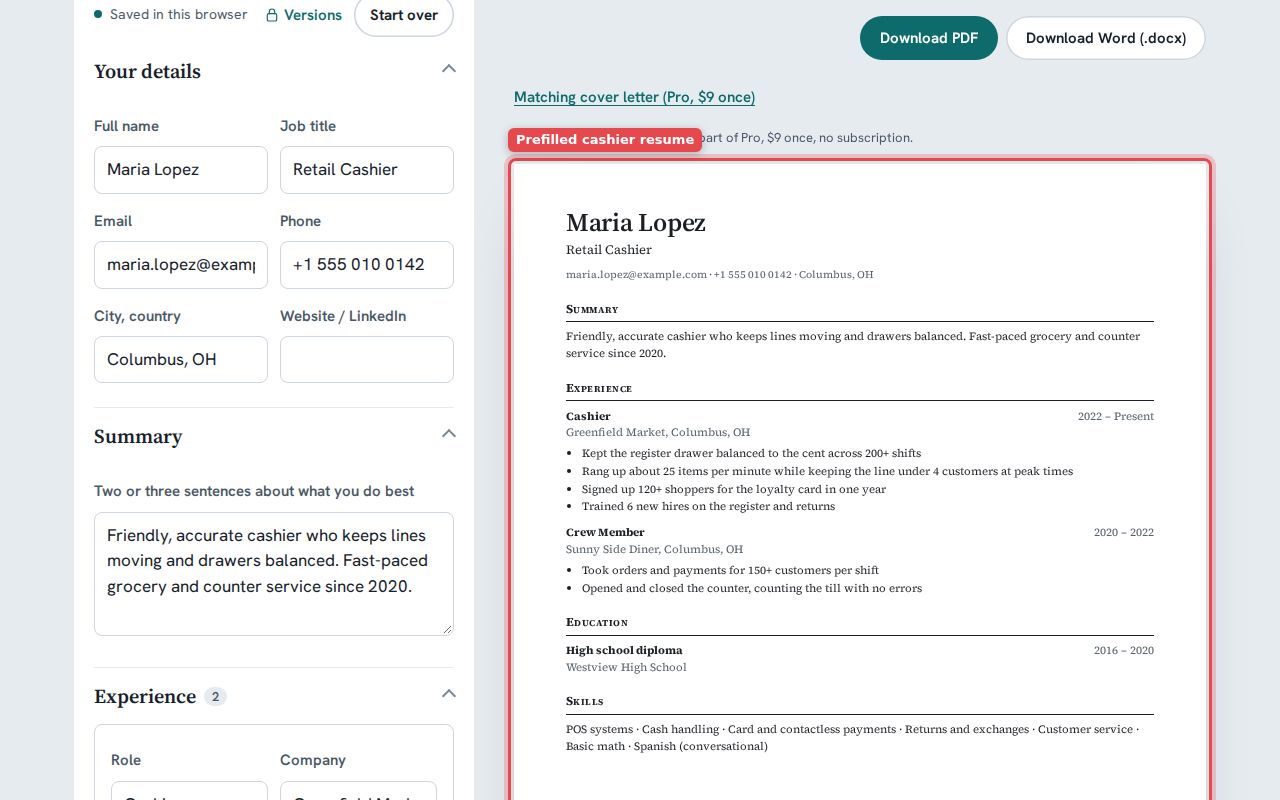 Saved in this browser
Versions
Start over
Your details
Full name
Job title
Maria Lopez
Retail Cashier
Email
Phone
maria.lopez@examp
+1 555 010 0142
City, country
Website / LinkedIn
Columbus, OH
Summary
Two or three sentences about what you do best
Friendly, accurate cashier who keeps lines
moving and drawers balanced. Fast-paced
grocery and counter service since 2020.
Experience 2
Role
Company
Download PDF
Download Word (.docx)
Matching cover letter (Pro, $9 once)
Prefilled cashier resume
part of Pro, $9 once, no subscription.
Maria Lopez
Retail Cashier
maria.lopez@example.com · +1 555 010 0142 · Columbus, OH
Summary
Friendly, accurate cashier who keeps lines moving and drawers balanced. Fast-paced grocery and counter
service since 2020.
Experience
Cashier 2022 – Present
Greenfield Market, Columbus, OH
• Kept the register drawer balanced to the cent across 200+ shifts
• Rang up about 25 items per minute while keeping the line under 4 customers at peak times
• Signed up 120+ shoppers for the loyalty card in one year
• Trained 6 new hires on the register and returns
Crew Member 2020 – 2022
Sunny Side Diner, Columbus, OH
• Took orders and payments for 150+ customers per shift
• Opened and closed the counter, counting the till with no errors
Education
High school diploma 2016 – 2020
Westview High School
Skills
POS systems · Cash handling · Card and contactless payments · Returns and exchanges · Customer service ·
Basic math · Spanish (conversational)